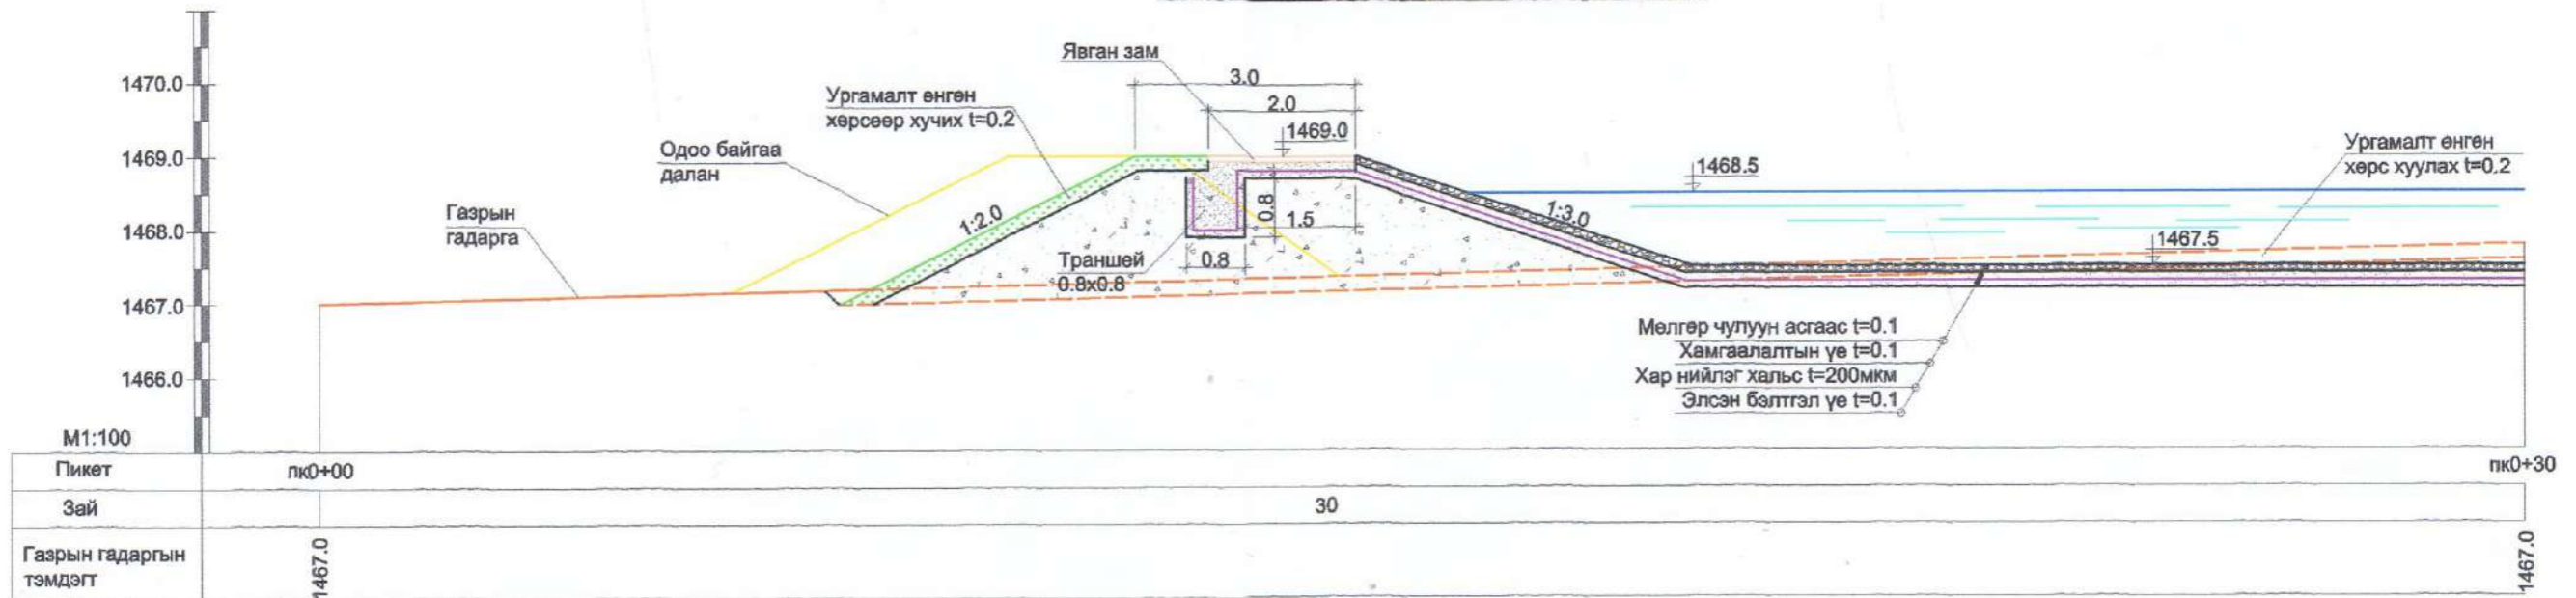 Явган зам
1470.0
3.0
Ургамалт өнгөн
хөрсөөр хучих t=0.2
2.0
1469.0
Одоо байгаа
далан
1469.0
1468.5
Ургамалт өнгөн
хөрс хуулах t=0.2
Газрын
гадарга
1:2.0
0.8
1.5
1:3.0
1468.0
1467.5
Траншей
0.8x0.8
0.8
1467.0
1466.0
Мөлгөр чулуун асгаас t=0.1
Хамгаалалтын үе t=0.1
Хар нийлэг хальс t=200мкм
Элсэн бэлтгэл үе t=0.1
М1:100
Пикет
пк0+00
пк0+30
Зай
30
Газрын гадаргын
тэмдэгт
1467.0
1467.0